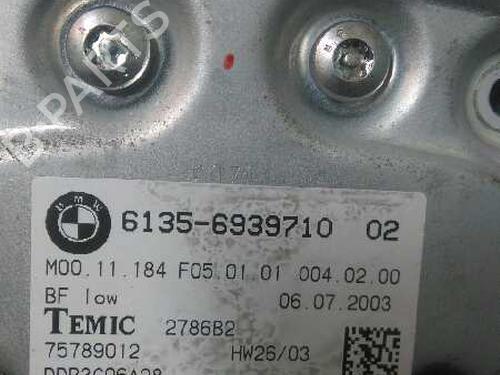 BMW
6135-6939710 02
M00.11.184 F05.01.01 004.02.00
BF low 06.07.2003
TEMIC 2786B2
75789012 HW26/03